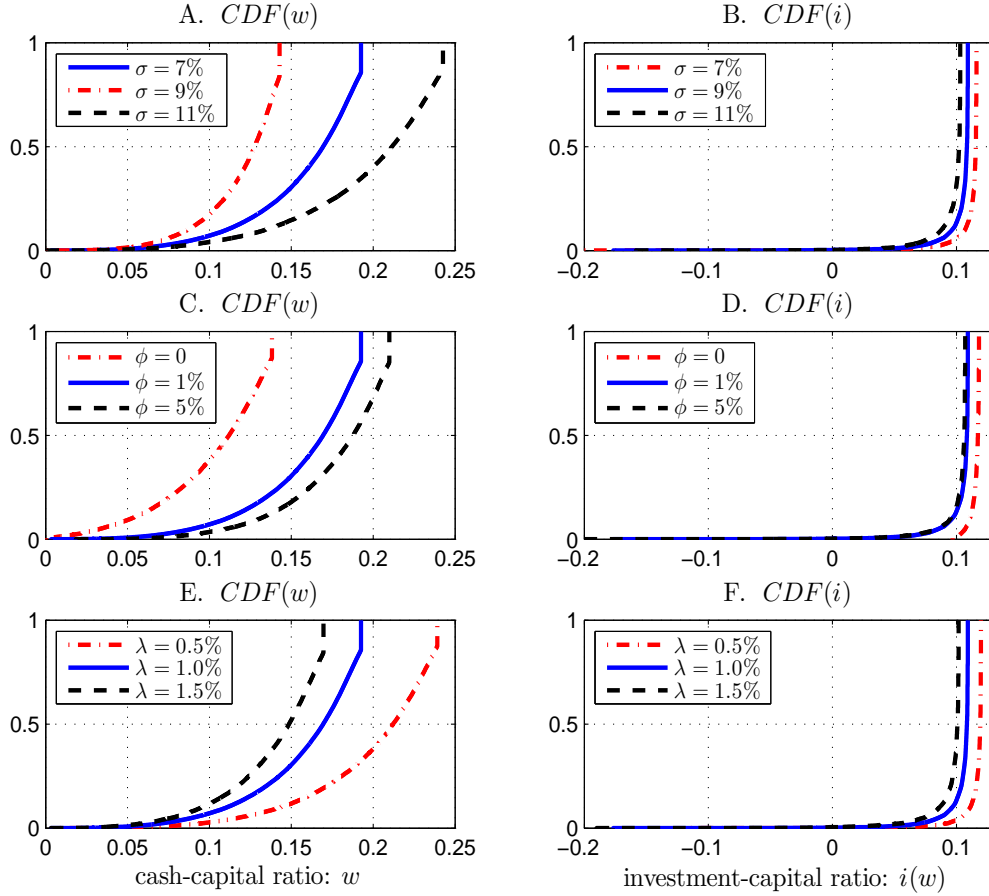 A. CDF(w)
1
0.5
0
σ = 7%
σ = 9%
σ = 11%
0 0.05 0.1 0.15 0.2 0.25
B. CDF(i)
1
0.5
0
σ = 7%
σ = 9%
σ = 11%
−0.2 −0.1 0 0.1
C. CDF(w)
1
0.5
0
ϕ = 0
ϕ = 1%
ϕ = 5%
0 0.05 0.1 0.15 0.2 0.25
D. CDF(i)
1
0.5
0
ϕ = 0
ϕ = 1%
ϕ = 5%
−0.2 −0.1 0 0.1
E. CDF(w)
1
0.5
0
λ = 0.5%
λ = 1.0%
λ = 1.5%
0 0.05 0.1 0.15 0.2 0.25
cash-capital ratio: w
F. CDF(i)
1
0.5
0
λ = 0.5%
λ = 1.0%
λ = 1.5%
−0.2 −0.1 0 0.1
investment-capital ratio: i(w)